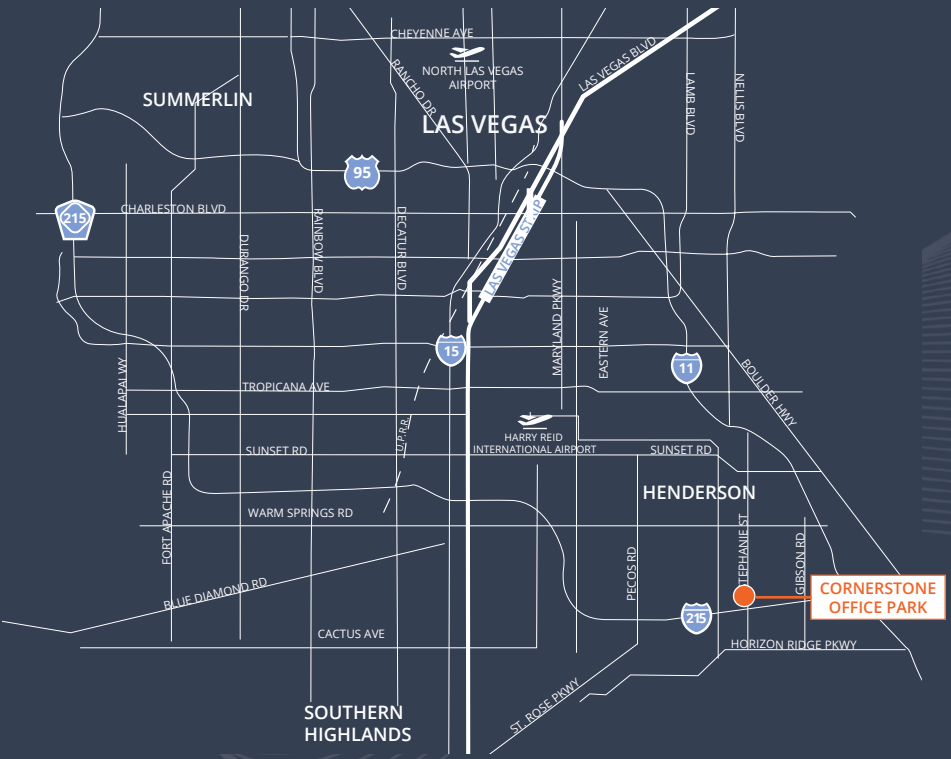 CHEYENNE AVE
LAS VEGAS BLVD
RANCHO DR
NORTH LAS VEGAS
AIRPORT
LAMB BLVD
NELLIS BLVD
SUMMERLIN
LAS VEGAS
95
215
CHARLESTON BLVD
DURANGO DR
RAINBOW BLVD
DECATUR BLVD
LAS VEGAS STRIP
MARYLAND PKWY
EASTERN AVE
15
11
HUALAPAI WY
TROPICANA AVE
BOULDER HWY
U.P.R.R.
HARRY REID
INTERNATIONAL AIRPORT
SUNSET RD
SUNSET RD
HENDERSON
FORT APACHE RD
WARM SPRINGS RD
STEPHANIE ST
GIBSON RD
PECOS RD
BLUE DIAMOND RD
CORNERSTONE
OFFICE PARK
215
CACTUS AVE
HORIZON RIDGE PKWY
ST. ROSE PKWY
SOUTHERN
HIGHLANDS